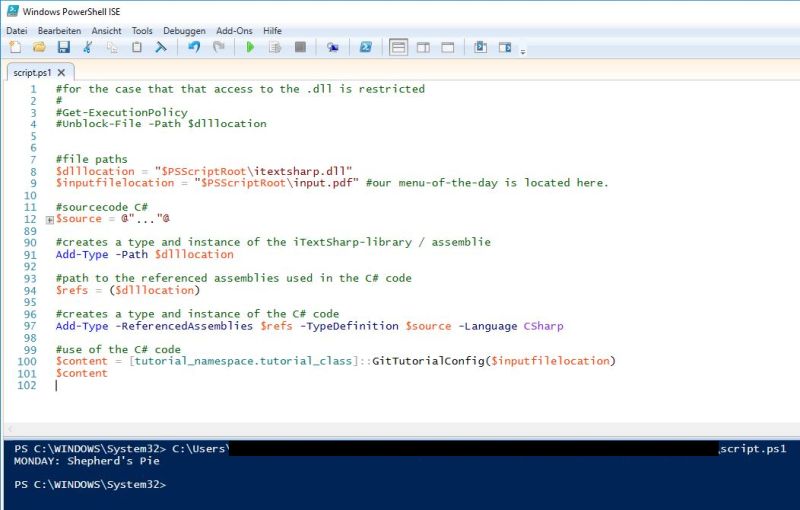 Windows PowerShell ISE
Datei Bearbeiten Ansicht Tools Debuggen Add-Ons Hilfe
script.ps1 X
1 #for the case that that access to the .dll is restricted
2 #
3 #Get-ExecutionPolicy
4 #Unblock-File -Path $dlllocation
5
6
7 #file paths
8 $dlllocation = "$PSScriptRoot\itextsharp.dll"
9 $inputfilelocation = "$PSScriptRoot\input.pdf" #our menu-of-the-day is located here.
10
11 #sourcecode C#
12 $source = @"..."@
89
90 #creates a type and instance of the iTextSharp-library / assemblie
91 Add-Type -Path $dlllocation
92
93 #path to the referenced assemblies used in the C# code
94 $refs = ($dlllocation)
95
96 #creates a type and instance of the C# code
97 Add-Type -ReferencedAssemblies $refs -TypeDefinition $source -Language CSharp
98
99 #use of the C# code
100 $content = [tutorial_namespace.tutorial_class]::GitTutorialConfig($inputfilelocation)
101 $content
102
PS C:\WINDOWS\System32> C:\Users\ \script.ps1
MONDAY: Shepherd's Pie
PS C:\WINDOWS\System32>